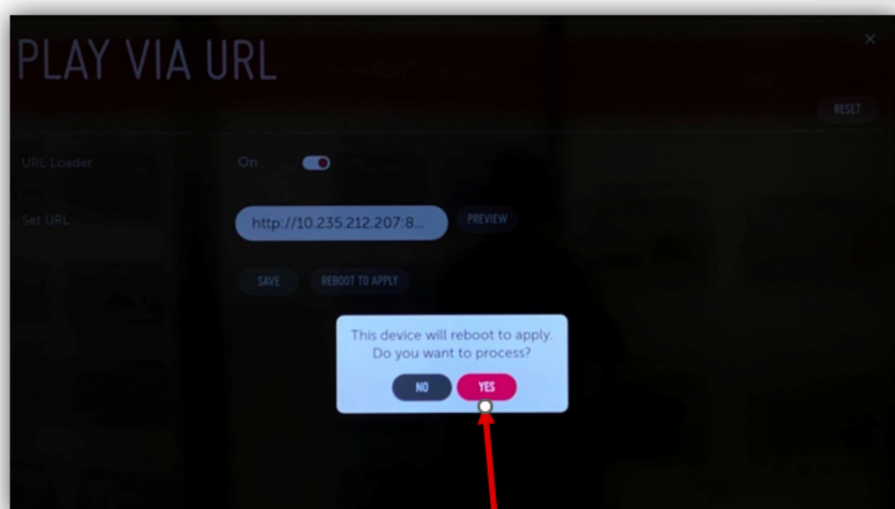 PLAY VIA URL
RESET
URL Loader
On
Set URL
http://10.235.212.207:8...
PREVIEW
SAVE
REBOOT TO APPLY
This device will reboot to apply.
Do you want to process?
NO
YES